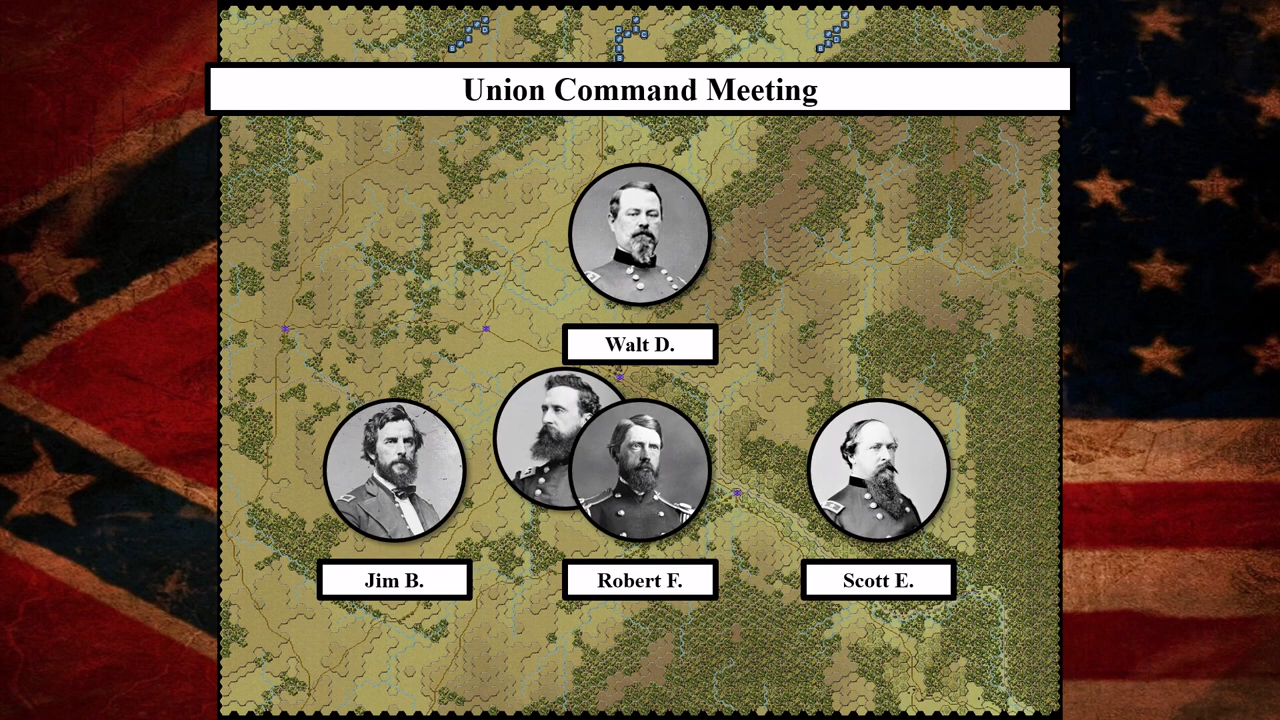 Union Command Meeting
Walt D.
Jim B.
Robert F.
Scott E.